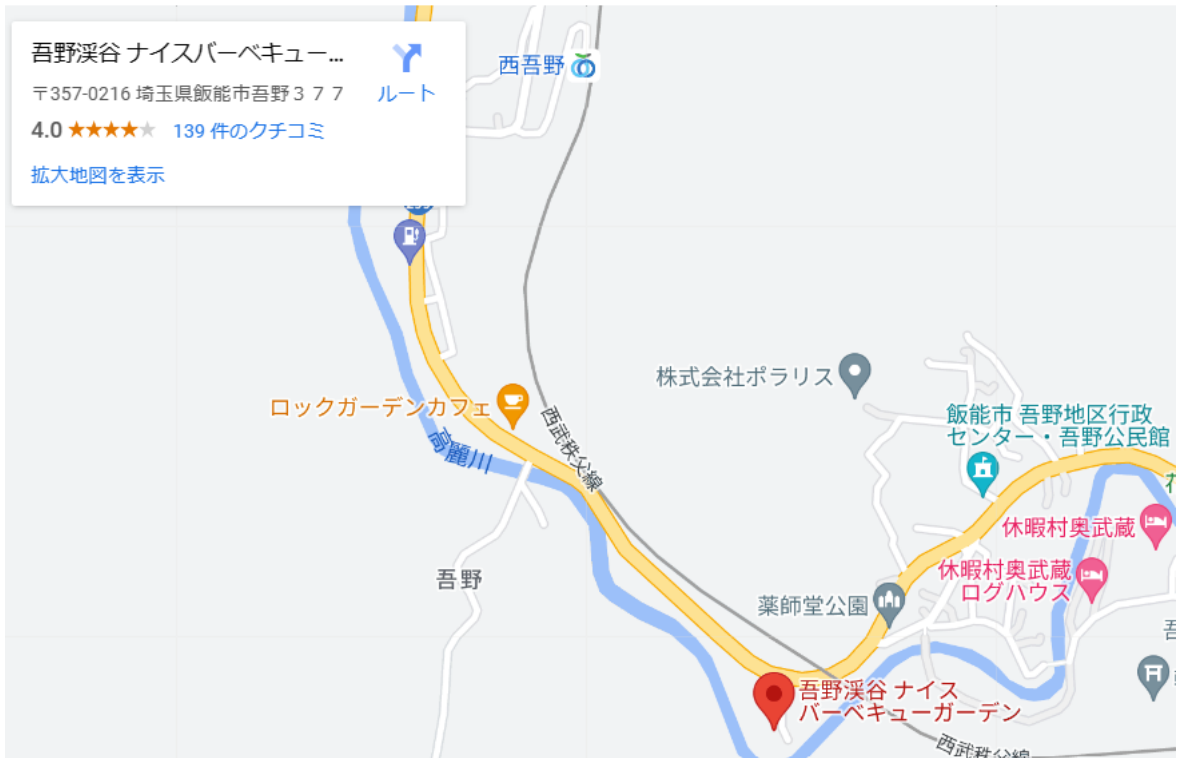 吾野渓谷 ナイスバーベキュー...
ルート
〒357-0216 埼玉県飯能市吾野３７７
4.0
139 件のクチコミ
拡大地図を表示
西吾野
株式会社ポラリス
ロックガーデンカフェ
西武秩父線
高麗川
飯能市 吾野地区行政
センター・吾野公民館
休暇村奥武蔵
休暇村奥武蔵
ログハウス
吾野
薬師堂公園
吾野渓谷 ナイス
バーベキューガーデン
西武秩父線